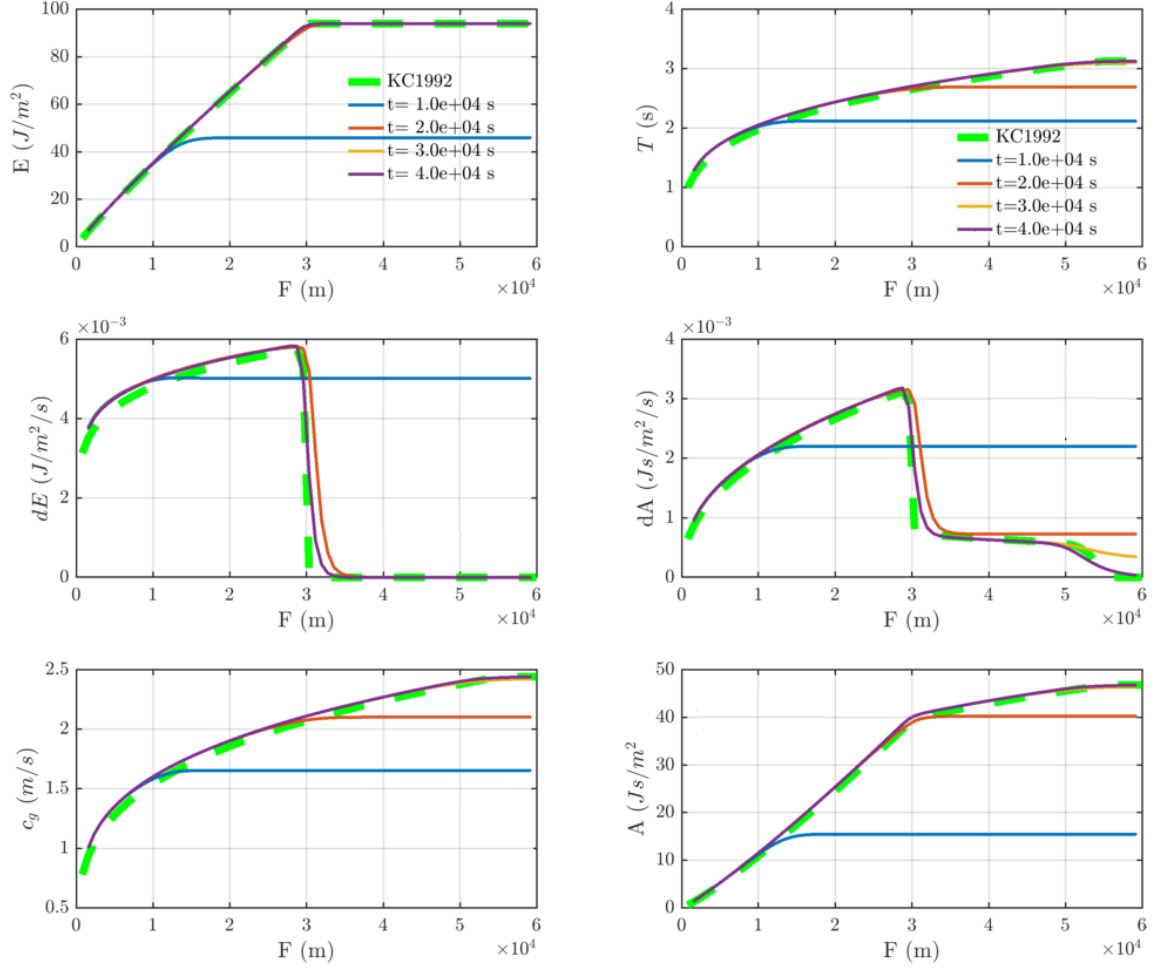 100
80
60
40
20
0
E (J/m²)
KC1992
t= 1.0e+04 s
t= 2.0e+04 s
t= 3.0e+04 s
t= 4.0e+04 s
0 1 2 3 4 5 6
F (m)
×10⁴
4
3
2
1
0
T (s)
KC1992
t=1.0e+04 s
t=2.0e+04 s
t=3.0e+04 s
t=4.0e+04 s
0 1 2 3 4 5 6
F (m)
×10⁴
×10⁻³
6
4
2
0
dE (J/m²/s)
0 1 2 3 4 5 6
F (m)
×10⁴
×10⁻³
4
3
2
1
0
dA (Js/m²/s)
0 1 2 3 4 5 6
F (m)
×10⁴
2.5
2
1.5
1
0.5
c_g (m/s)
0 1 2 3 4 5 6
F (m)
×10⁴
50
40
30
20
10
0
A (Js/m²)
0 1 2 3 4 5 6
F (m)
×10⁴